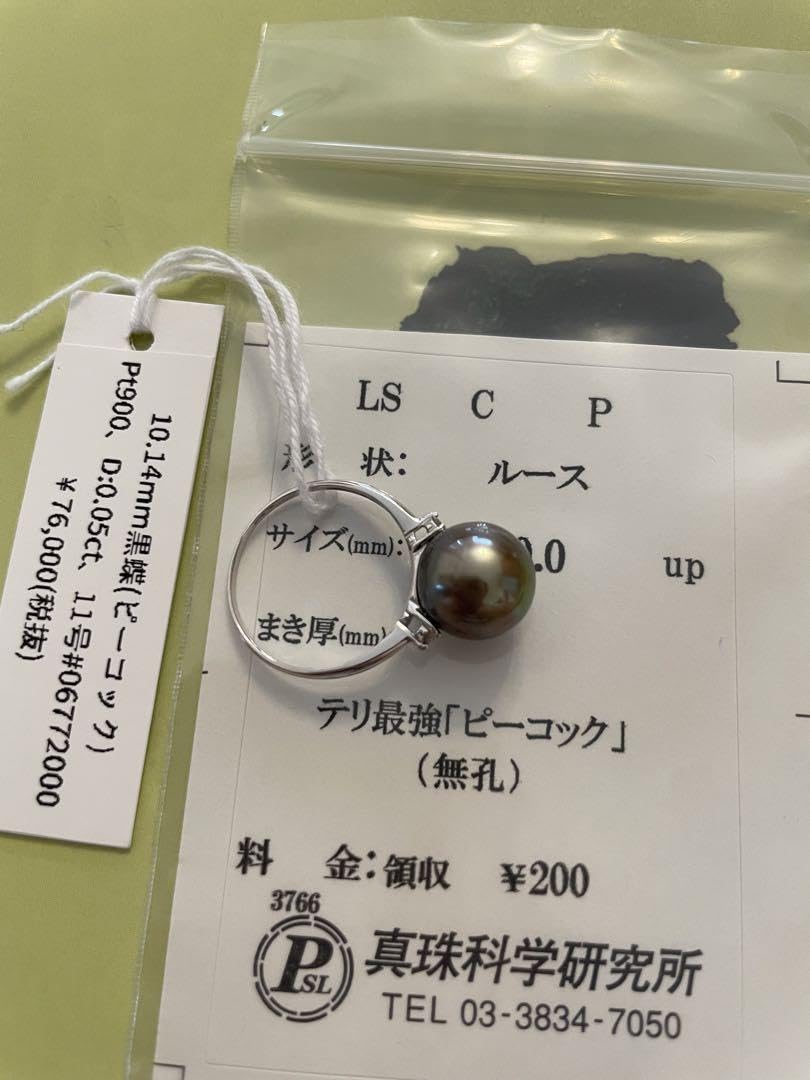 10.14mm黒蝶(ピーコック)
Pt900、D:0.05ct、11号#06772000
¥76,000(税抜)
LS C P
状: ルース
サイズ(mm): .0 up
まき厚(mm)
テリ最強「ピーコック」
(無孔)
料 金:領収 ¥200
3766
PSL 真珠科学研究所
TEL 03-3834-7050